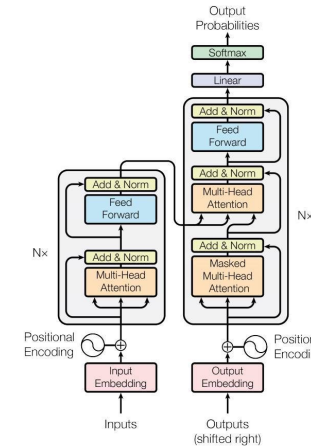 Output
Probabilities
Softmax
Linear
Add & Norm
Feed
Forward
Add & Norm
Multi-Head
Attention
Add & Norm
Masked
Multi-Head
Attention
N×
Add & Norm
Feed
Forward
Add & Norm
Multi-Head
Attention
N×
Positional
Encoding
Input
Embedding
Output
Embedding
Positio
Encodi
Inputs
Outputs
(shifted right)